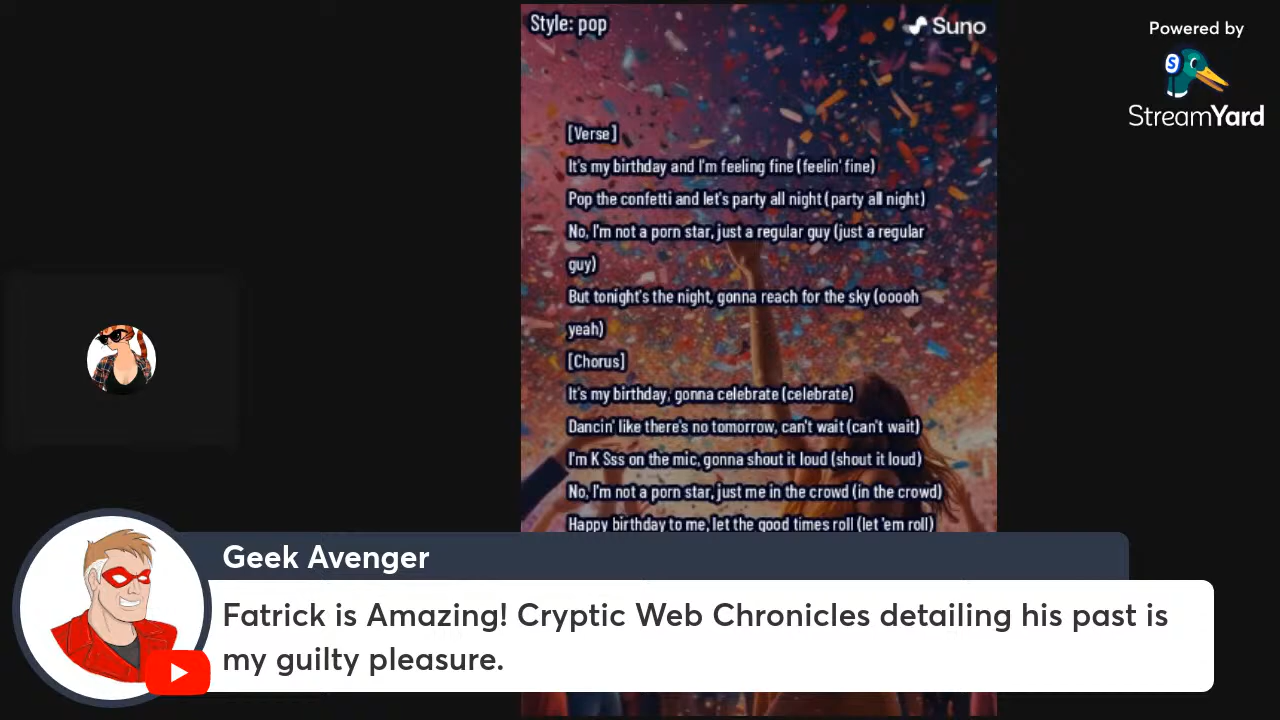 Style: pop
Suno
Powered by
StreamYard
[Verse]
It's my birthday and I'm feeling fine (feelin' fine)
Pop the confetti and let's party all night (party all night)
No, I'm not a porn star, just a regular guy (just a regular
guy)
But tonight's the night, gonna reach for the sky (ooooh
yeah)
[Chorus]
It's my birthday, gonna celebrate (celebrate)
Dancin' like there's no tomorrow, can't wait (can't wait)
I'm K Sss on the mic, gonna shout it loud (shout it loud)
No, I'm not a porn star, just me in the crowd (in the crowd)
Happy birthday to me, let the good times roll (let 'em roll)
Geek Avenger
Fatrick is Amazing! Cryptic Web Chronicles detailing his past is
my guilty pleasure.